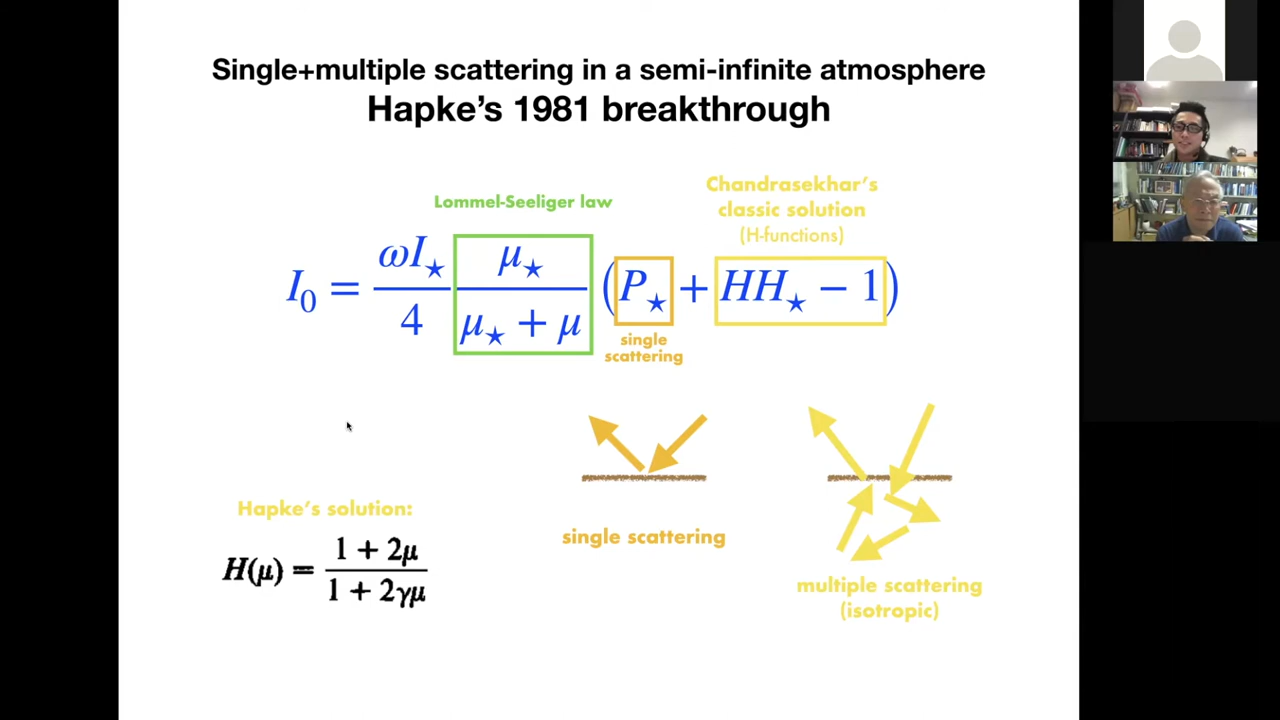 Single+multiple scattering in a semi-infinite atmosphere
Hapke's 1981 breakthrough
Lommel-Seeliger law
Chandrasekhar's
classic solution
(H-functions)
I₀ = ωI⋆/4 μ⋆/(μ⋆ + μ) (P⋆ + HH⋆ − 1)
single
scattering
Hapke's solution:
H(μ) = (1 + 2μ)/(1 + 2γμ)
single scattering
multiple scattering
(isotropic)